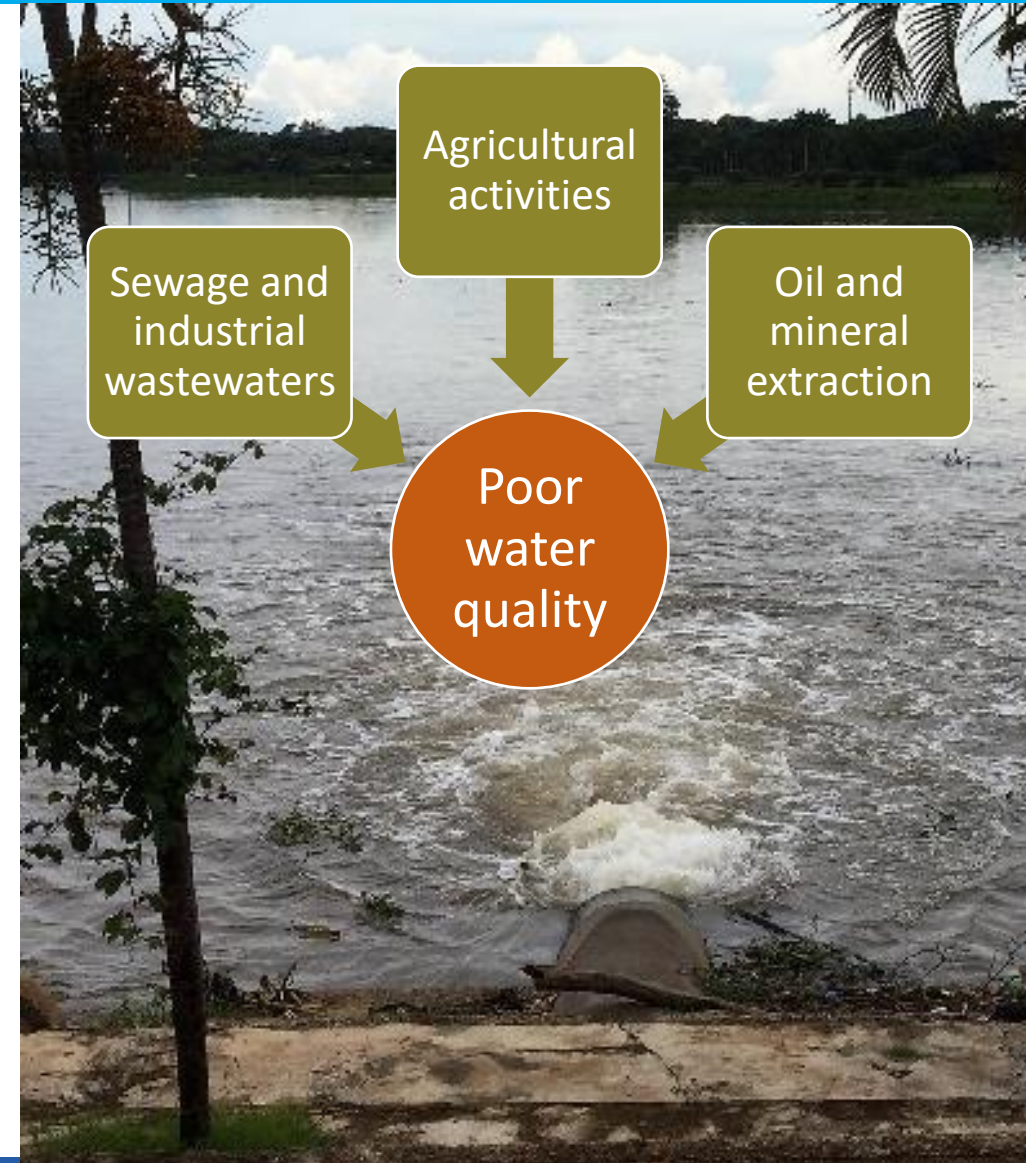 Agricultural
activities
Sewage and
industrial
wastewaters
Oil and
mineral
extraction
Poor
water
quality